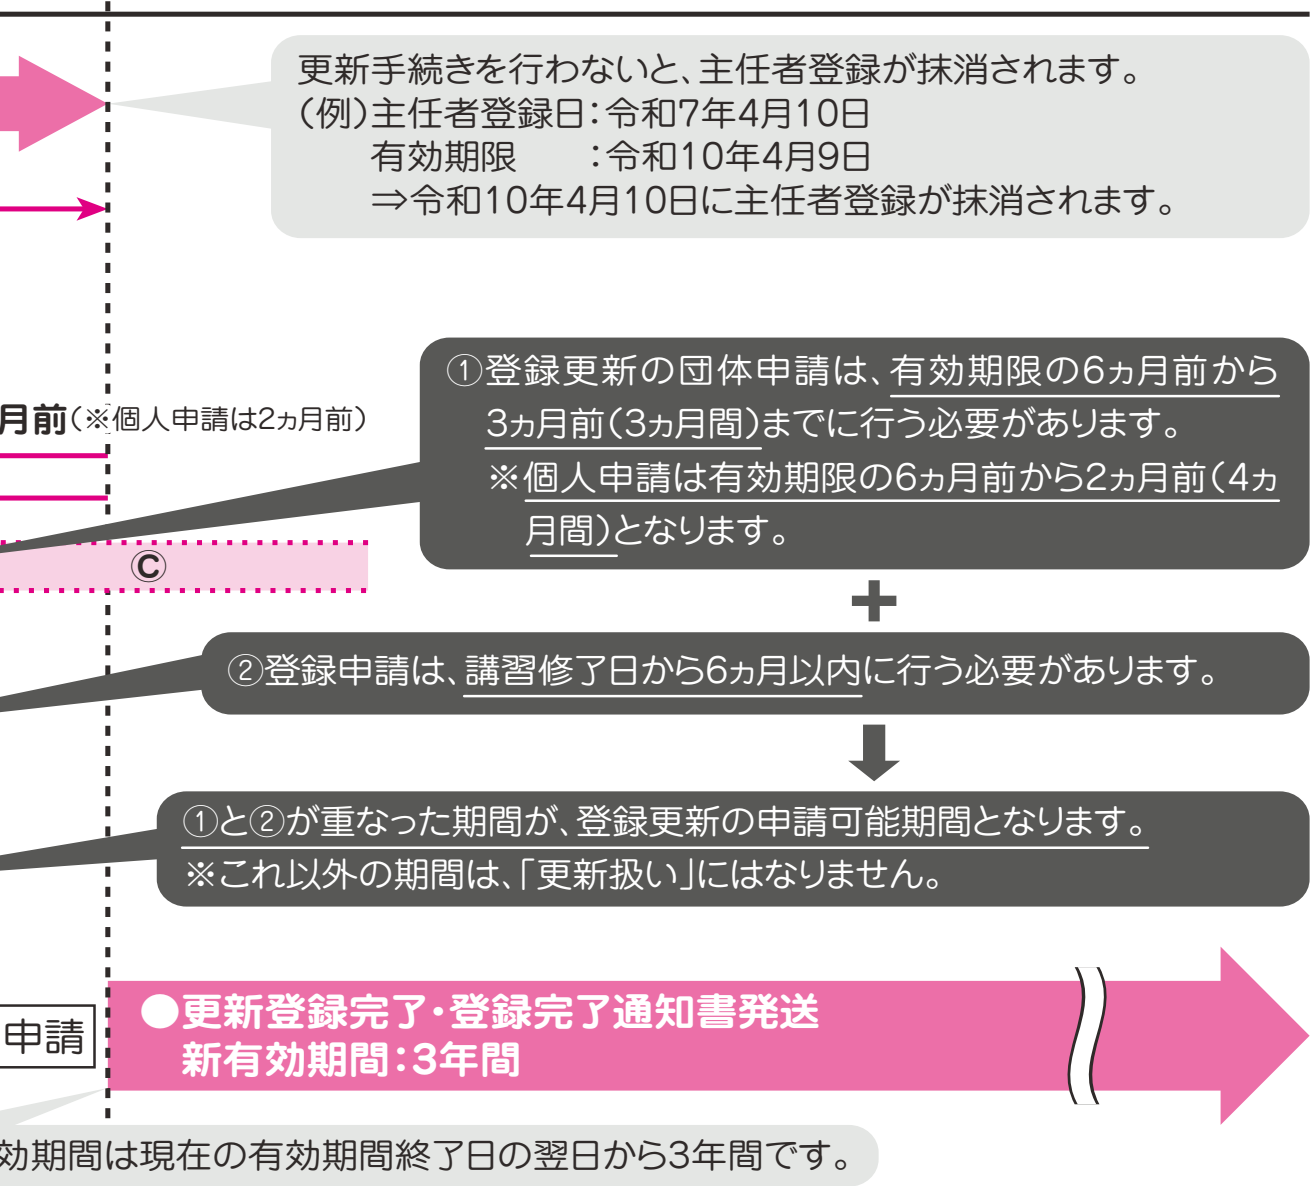 更新手続きを行わないと、主任者登録が抹消されます。
（例）主任者登録日：令和7年4月10日
有効期限　　：令和10年4月9日
⇒令和10年4月10日に主任者登録が抹消されます。
①登録更新の団体申請は、有効期限の6ヵ月前から
3ヵ月前（3ヵ月間）までに行う必要があります。
月前（※個人申請は2ヵ月前）
※個人申請は有効期限の6ヵ月前から2ヵ月前（4ヵ
月間）となります。
Ⓒ
②登録申請は、講習修了日から6ヵ月以内に行う必要があります。
①と②が重なった期間が、登録更新の申請可能期間となります。
※これ以外の期間は、「更新扱い」にはなりません。
申請
●更新登録完了・登録完了通知書発送
新有効期間：3年間
効期間は現在の有効期間終了日の翌日から3年間です。